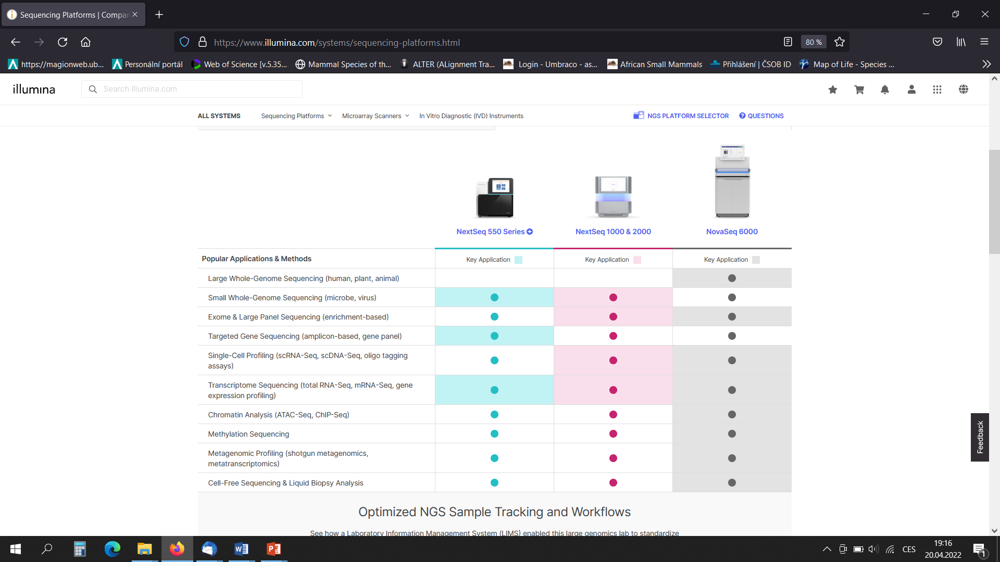 Sequencing Platforms | Compar
https://www.illumina.com/systems/sequencing-platforms.html
80 %
https://magionweb.ub...
Personální portál
Web of Science [v.5.35...
Mammal Species of th...
ALTER (ALignment Tra...
Login - Umbraco - as...
African Small Mammals
Přihlášení | ČSOB ID
Map of Life - Species ...
illumina
Search Illumina.com
ALL SYSTEMS
Sequencing Platforms
Microarray Scanners
In Vitro Diagnostic (IVD) Instruments
NGS PLATFORM SELECTOR
QUESTIONS
NextSeq 550 Series
NextSeq 1000 & 2000
NovaSeq 6000
Popular Applications & Methods
Key Application
Key Application
Key Application
Large Whole-Genome Sequencing (human, plant, animal)
Small Whole-Genome Sequencing (microbe, virus)
Exome & Large Panel Sequencing (enrichment-based)
Targeted Gene Sequencing (amplicon-based, gene panel)
Single-Cell Profiling (scRNA-Seq, scDNA-Seq, oligo tagging
assays)
Transcriptome Sequencing (total RNA-Seq, mRNA-Seq, gene
expression profiling)
Chromatin Analysis (ATAC-Seq, ChIP-Seq)
Methylation Sequencing
Metagenomic Profiling (shotgun metagenomics,
metatranscriptomics)
Cell-Free Sequencing & Liquid Biopsy Analysis
Feedback
Optimized NGS Sample Tracking and Workflows
See how a Laboratory Information Management System (LIMS) enabled this large genomics lab to standardize
CES
19:16
20.04.2022
1